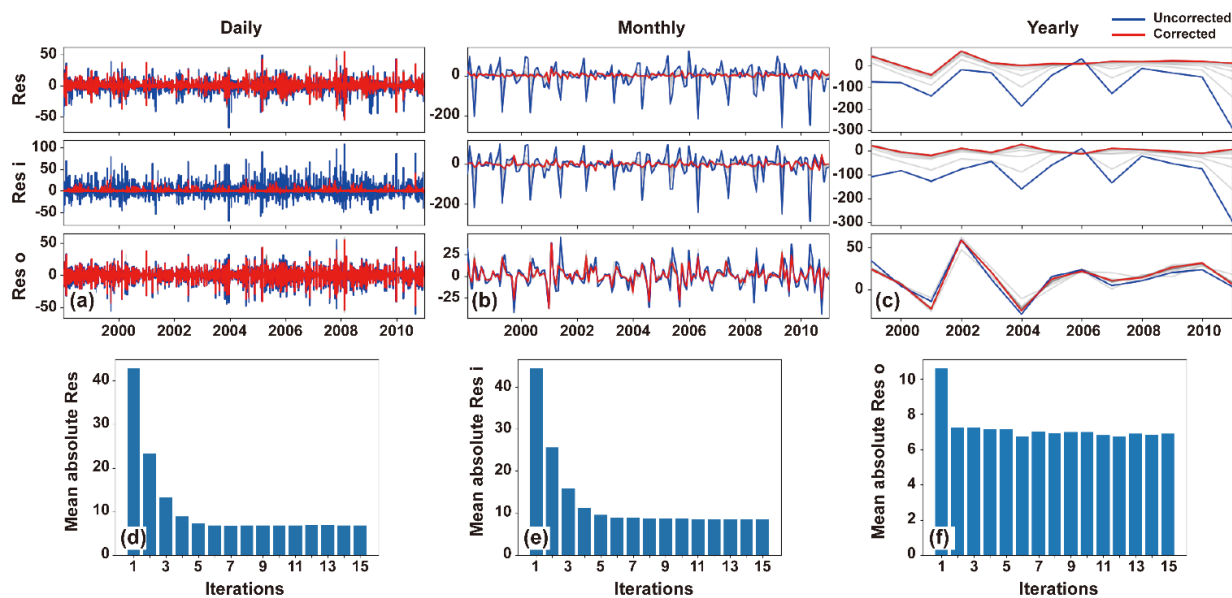 Daily
Monthly
Yearly
Uncorrected
Corrected
Res
50
0
-50
0
-200
0
-100
-200
-300
Res i
100
50
0
-50
0
-200
0
-100
-200
-300
Res o
50
0
-50
25
0
-25
50
0
(a)
(b)
(c)
2000 2002 2004 2006 2008 2010
2000 2002 2004 2006 2008 2010
2000 2002 2004 2006 2008 2010
Mean absolute Res
40
30
20
10
0
(d)
1 3 5 7 9 11 13 15
Iterations
Mean absolute Res i
40
30
20
10
0
(e)
1 3 5 7 9 11 13 15
Iterations
Mean absolute Res o
10
8
6
4
2
0
(f)
1 3 5 7 9 11 13 15
Iterations